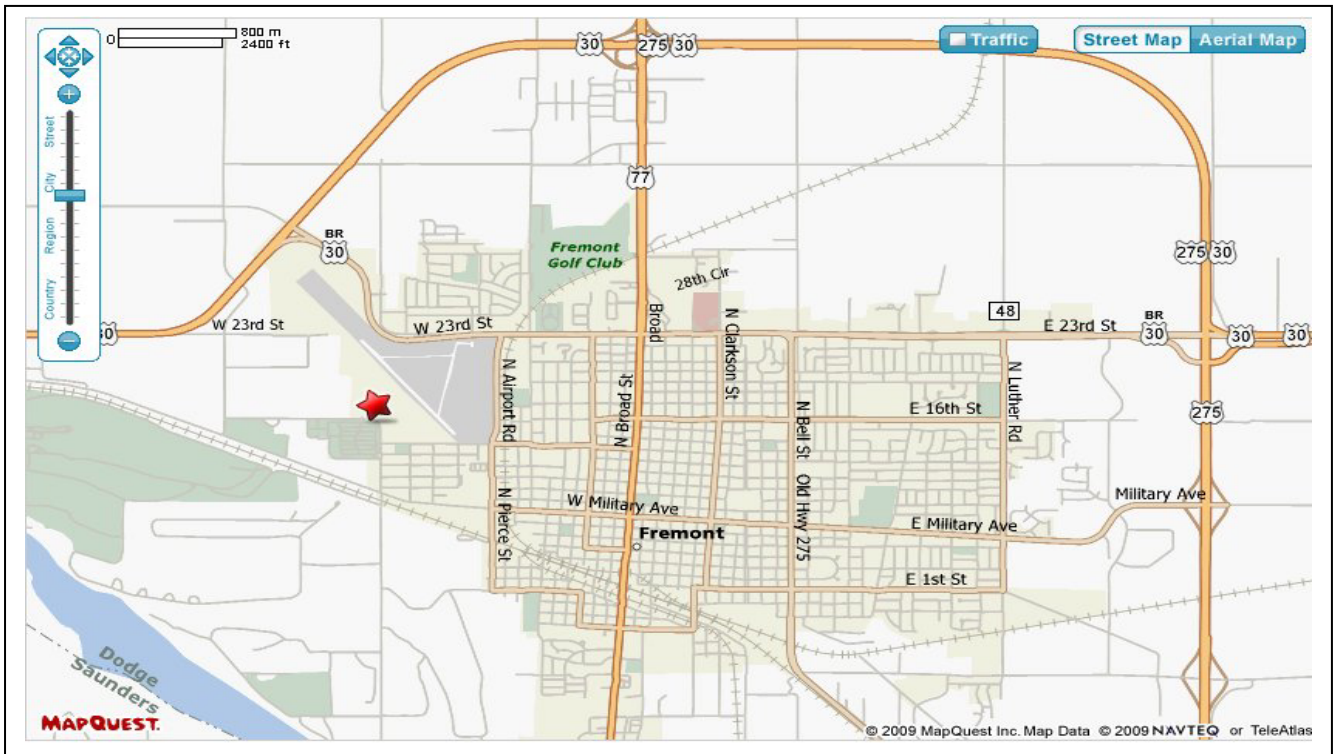 0
800 m
2400 ft
Traffic
Street Map
Aerial Map
Street
City
Region
Country
30
275
30
77
BR
30
Fremont
Golf Club
28th Cir
275
30
30
W 23rd St
W 23rd St
Broad
48
E 23rd St
BR
30
30
30
N Airport Rd
N Broad St
N Clarkson St
N Bell St
N Luther Rd
E 16th St
275
N Pierce St
W Military Ave
Old Hwy 275
Military Ave
E Military Ave
Fremont
E 1st St
Dodge
Saunders
MAPQUEST.
© 2009 MapQuest Inc. Map Data © 2009 NAVTEQ or TeleAtlas